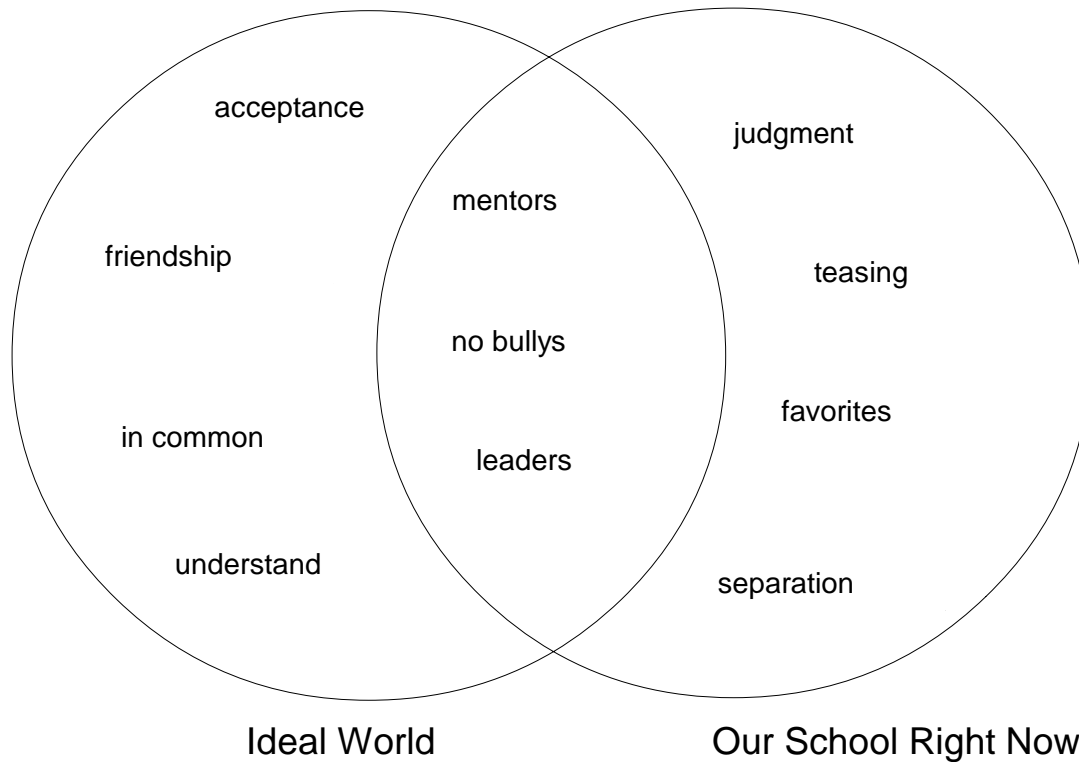 acceptance
friendship
in common
understand
mentors
no bullys
leaders
judgment
teasing
favorites
separation
Ideal World
Our School Right Now